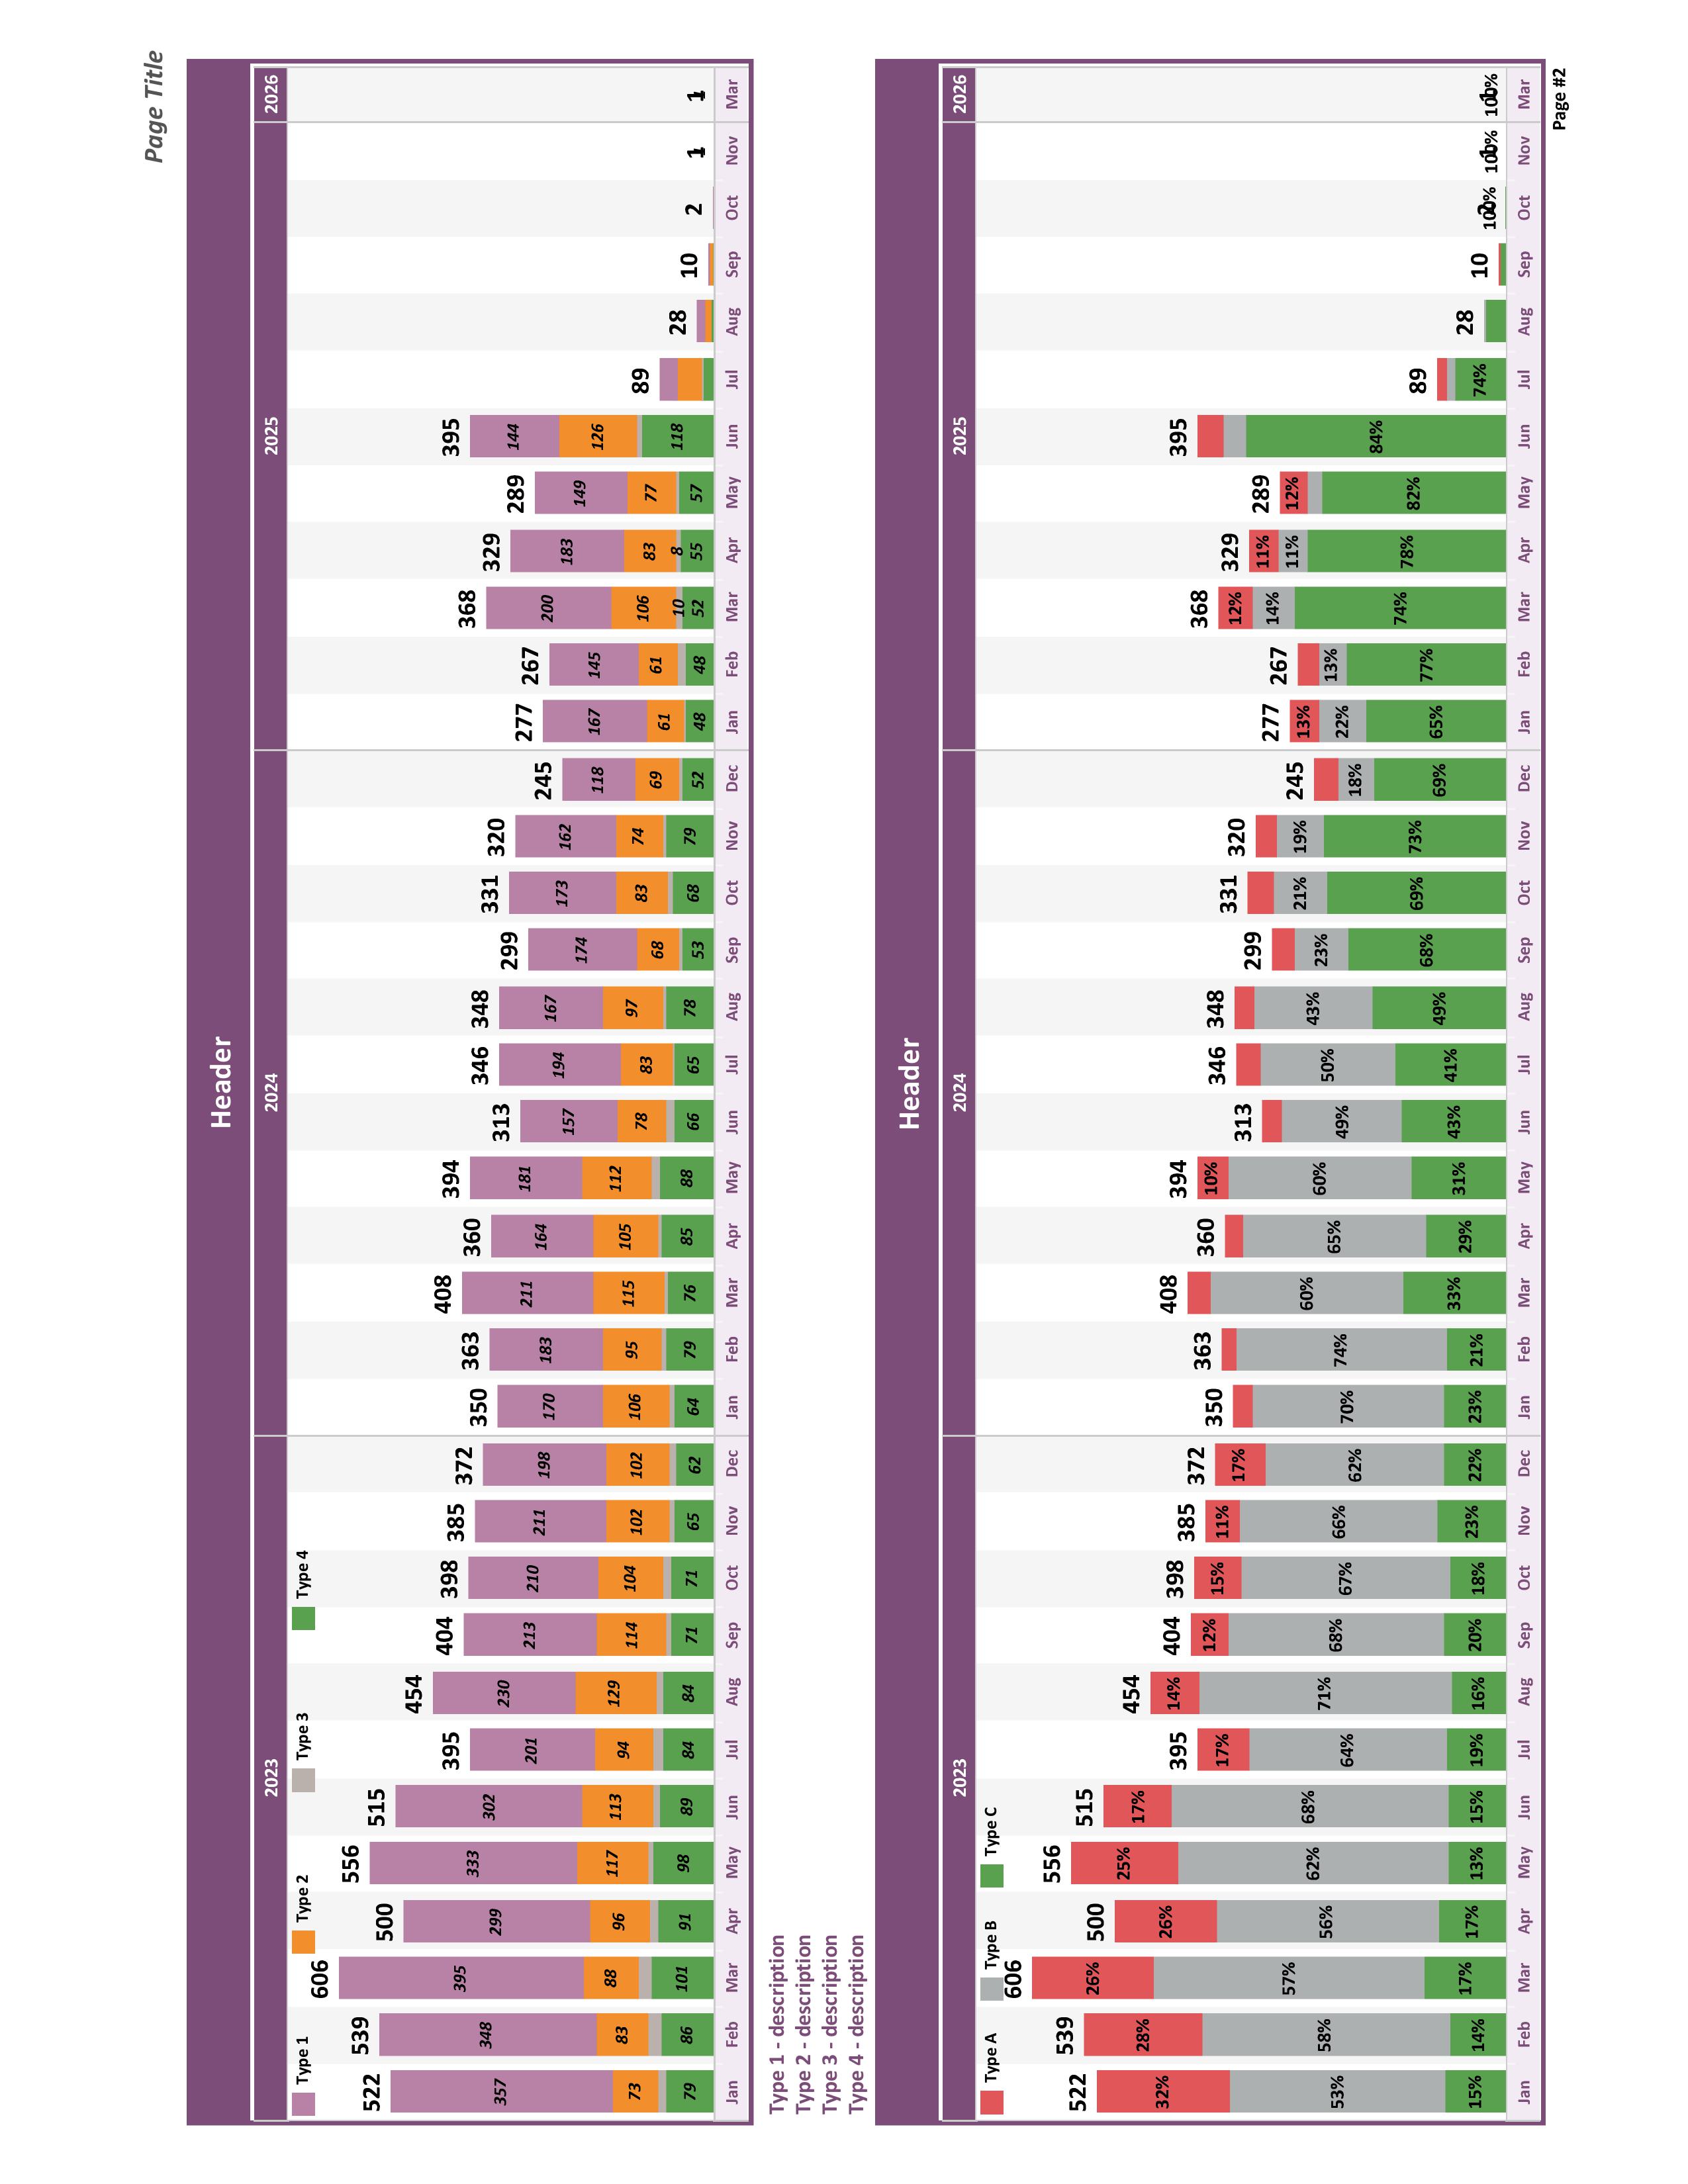 Page Title
Header
2023 2024 2025 2026
Type 1 Type 2 Type 3 Type 4
522 539 606 500 556 515 395 454 404 398 385 372 350 363 408 360 394 313 346 348 299 331 320 245 277 267 368 329 289 395 89 28 10 2 1 1
357 348 395 299 333 302 201 230 213 210 211 198 170 183 211 164 181 157 194 167 174 173 162 118 167 145 200 183 149 144
73 83 88 96 117 113 94 129 114 104 102 102 106 95 115 105 112 78 83 97 68 83 74 69 61 61 106 83 77 126
10 8
79 86 101 91 98 89 84 84 71 71 65 62 64 79 76 85 88 66 65 78 53 68 79 52 48 48 52 55 57 118
Jan Feb Mar Apr May Jun Jul Aug Sep Oct Nov Dec Jan Feb Mar Apr May Jun Jul Aug Sep Oct Nov Dec Jan Feb Mar Apr May Jun Jul Aug Sep Oct Nov Mar
Type 1 - description
Type 2 - description
Type 3 - description
Type 4 - description
Header
2023 2024 2025 2026
Type A Type B Type C
522 539 606 500 556 515 395 454 404 398 385 372 350 363 408 360 394 313 346 348 299 331 320 245 277 267 368 329 289 395 89 28 10 2 1 1
32% 28% 26% 26% 25% 17% 17% 14% 12% 15% 11% 17% 10% 13% 12% 11% 12%
53% 58% 57% 56% 62% 68% 64% 71% 68% 67% 66% 62% 70% 74% 60% 65% 60% 49% 50% 43% 23% 21% 19% 18% 22% 13% 14% 11%
15% 14% 17% 17% 13% 15% 19% 16% 20% 18% 23% 22% 23% 21% 33% 29% 31% 43% 41% 49% 68% 69% 73% 69% 65% 77% 74% 78% 82% 84% 74% 100% 100% 100%
Jan Feb Mar Apr May Jun Jul Aug Sep Oct Nov Dec Jan Feb Mar Apr May Jun Jul Aug Sep Oct Nov Dec Jan Feb Mar Apr May Jun Jul Aug Sep Oct Nov Mar
Page #2